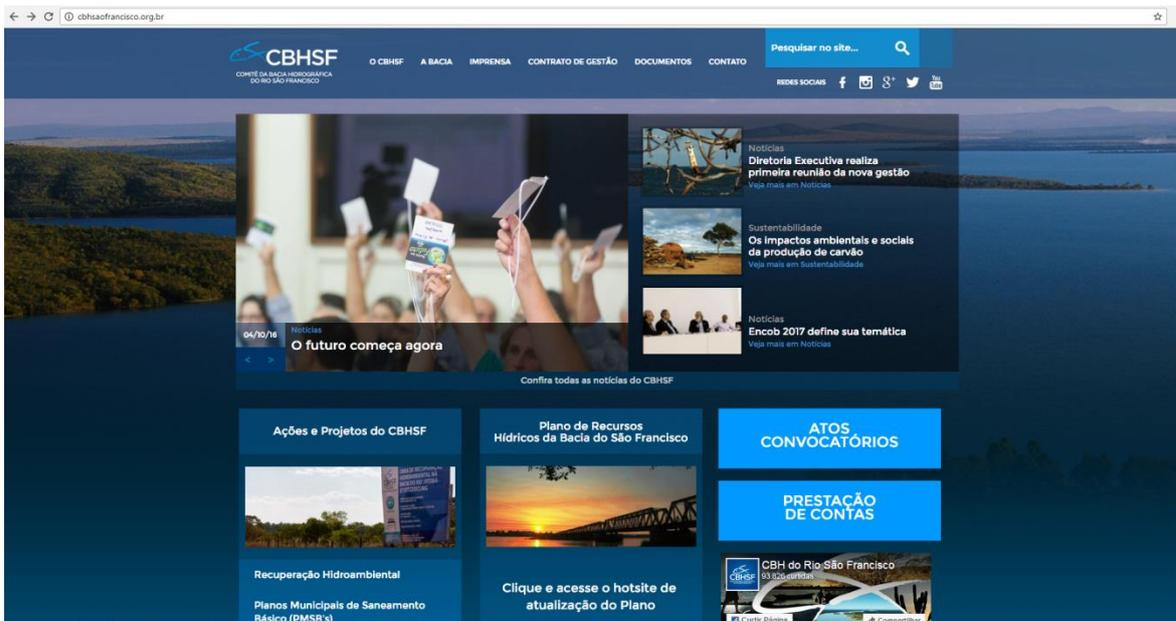 cbhsaofrancisco.org.br
CBHSF
COMITÊ DA BACIA HIDROGRÁFICA
DO RIO SÃO FRANCISCO
O CBHSF A BACIA IMPRENSA CONTRATO DE GESTÃO DOCUMENTOS CONTATO
Pesquisar no site...
REDES SOCIAIS
You
Tube
04/10/16
Notícias
O futuro começa agora
Notícias
Diretoria Executiva realiza
primeira reunião da nova gestão
Veja mais em Notícias
Sustentabilidade
Os impactos ambientais e sociais
da produção de carvão
Veja mais em Sustentabilidade
Notícias
Encob 2017 define sua temática
Veja mais em Notícias
Confira todas as notícias do CBHSF
Ações e Projetos do CBHSF
Recuperação Hidroambiental
Planos Municipais de Saneamento
Básico (PMSB's)
Plano de Recursos
Hídricos da Bacia do São Francisco
Clique e acesse o hotsite de
atualização do Plano
ATOS
CONVOCATÓRIOS
PRESTAÇÃO
DE CONTAS
CBHSF
CBH do Rio São Francisco
93.826 curtidas
Curtir Página Compartilhar